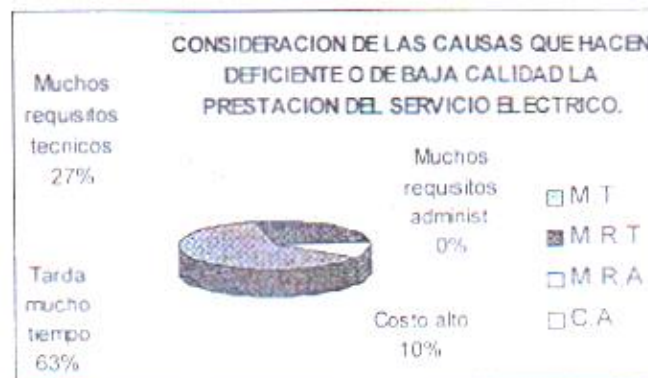 CONSIDERACION DE LAS CAUSAS QUE HACEN
DEFICIENTE O DE BAJA CALIDAD LA
PRESTACION DEL SERVICIO ELECTRICO.
Muchos
requisitos
tecnicos
27%
Muchos
requisitos
administ
0%
Tarda
mucho
tiempo
63%
Costo alto
10%
M T
M R T
M R A
C A